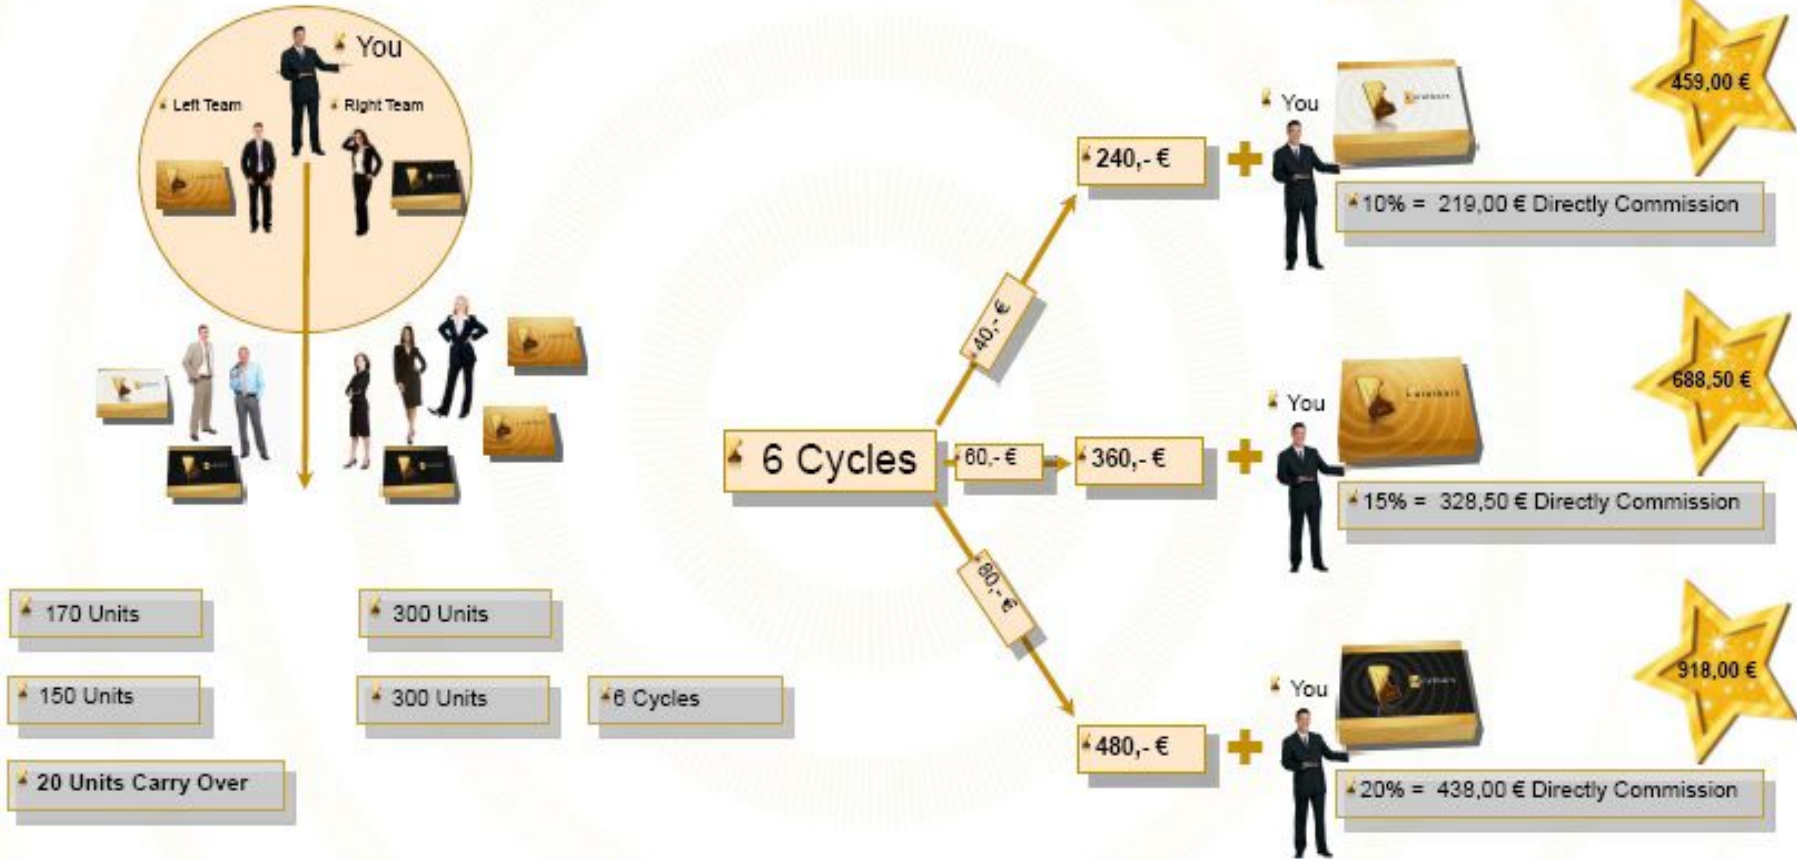 You
Left Team
Right Team
170 Units
300 Units
150 Units
300 Units
6 Cycles
20 Units Carry Over
6 Cycles
40,- €
60,- €
80,- €
240,- €
You
10% = 219,00 € Directly Commission
459,00 €
360,- €
You
15% = 328,50 € Directly Commission
688,50 €
480,- €
You
20% = 438,00 € Directly Commission
918,00 €